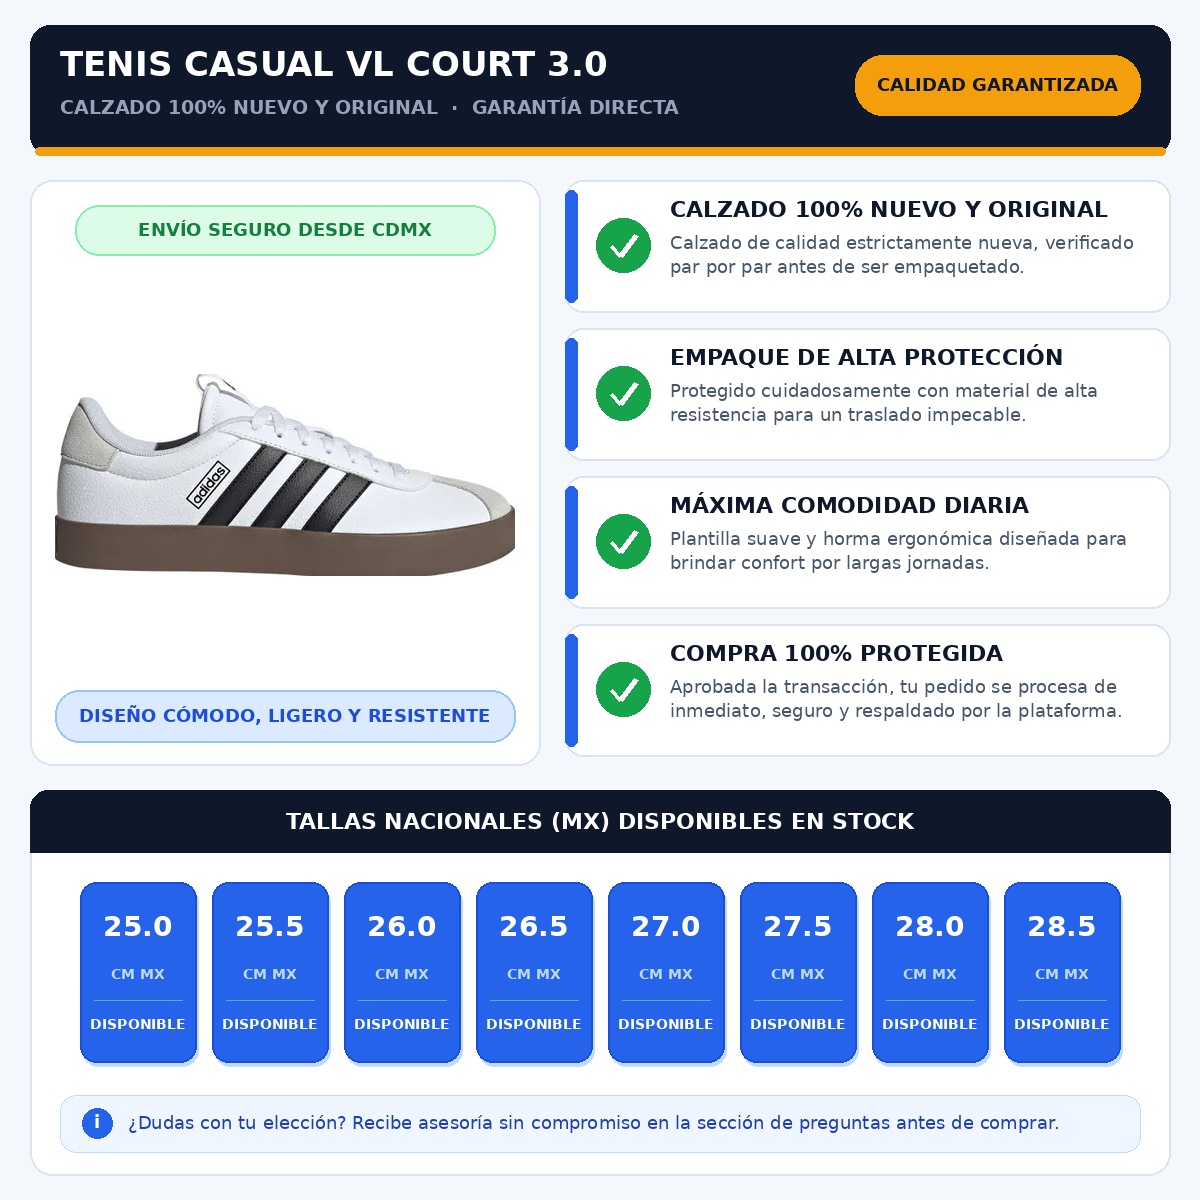 TENIS CASUAL VL COURT 3.0
CALZADO 100% NUEVO Y ORIGINAL · GARANTÍA DIRECTA
CALIDAD GARANTIZADA
ENVÍO SEGURO DESDE CDMX
adidas
DISEÑO CÓMODO, LIGERO Y RESISTENTE
CALZADO 100% NUEVO Y ORIGINAL
Calzado de calidad estrictamente nueva, verificado
par por par antes de ser empaquetado.
EMPAQUE DE ALTA PROTECCIÓN
Protegido cuidadosamente con material de alta
resistencia para un traslado impecable.
MÁXIMA COMODIDAD DIARIA
Plantilla suave y horma ergonómica diseñada para
brindar confort por largas jornadas.
COMPRA 100% PROTEGIDA
Aprobada la transacción, tu pedido se procesa de
inmediato, seguro y respaldado por la plataforma.
TALLAS NACIONALES (MX) DISPONIBLES EN STOCK
25.0 25.5 26.0 26.5 27.0 27.5 28.0 28.5
CM MX CM MX CM MX CM MX CM MX CM MX CM MX CM MX
DISPONIBLE DISPONIBLE DISPONIBLE DISPONIBLE DISPONIBLE DISPONIBLE DISPONIBLE DISPONIBLE
i ¿Dudas con tu elección? Recibe asesoría sin compromiso en la sección de preguntas antes de comprar.